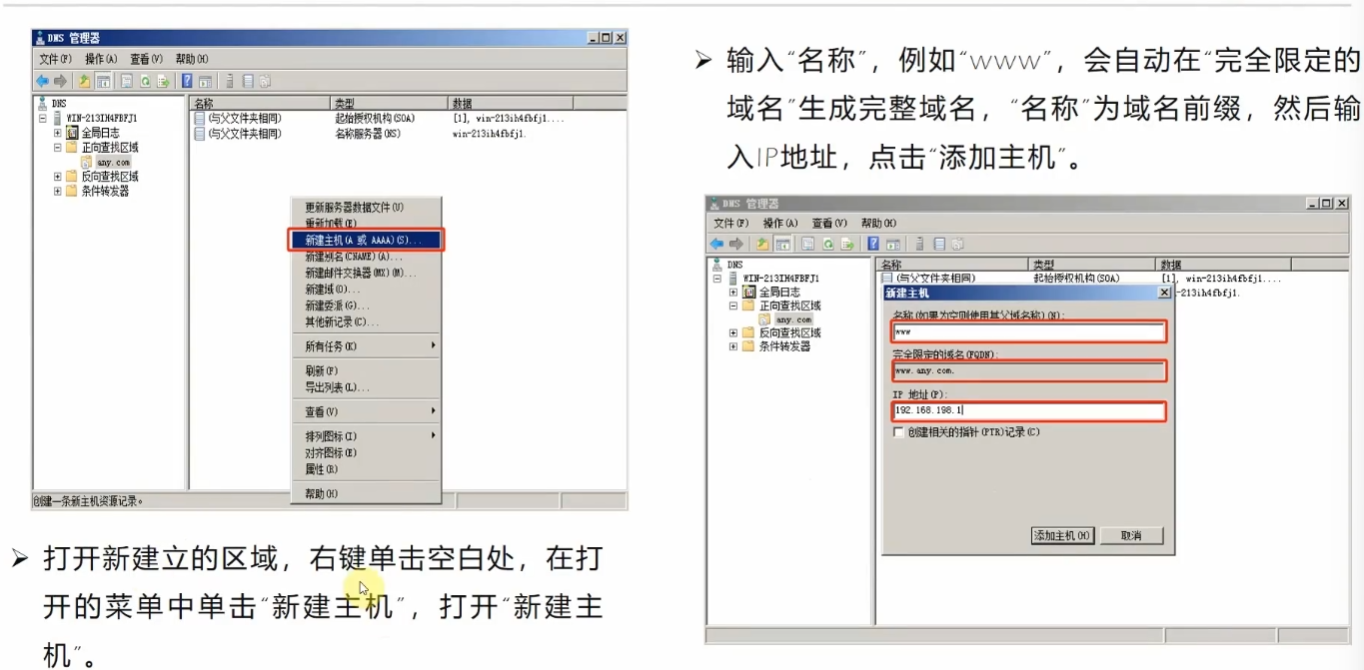 DNS 管理器
文件(F) 操作(A) 查看(V) 帮助(H)
DNS
WIN-213IH4FBFJ1
全局日志
正向查找区域
any.com
反向查找区域
条件转发器
名称 类型 数据
(与父文件夹相同) 起始授权机构(SOA) [1], win-213ih4fbfj1....
(与父文件夹相同) 名称服务器(NS) win-213ih4fbfj1.
更新服务器数据文件(U)
重新加载(E)
新建主机(A 或 AAAA)(S)...
新建别名(CNAME)(A)...
新建邮件交换器(MX)(M)...
新建域(O)...
新建委派(G)...
其他新记录(C)...
所有任务(K)
刷新(F)
导出列表(L)...
查看(V)
排列图标(I)
对齐图标(E)
属性(R)
帮助(H)
创建一条新主机资源记录。
➢ 打开新建立的区域，右键单击空白处，在打
开的菜单中单击“新建主机”，打开“新建主
机”。
➢ 输入“名称”，例如“www”，会自动在“完全限定的
域名”生成完整域名，“名称”为域名前缀，然后输
入IP地址，点击“添加主机”。
DNS 管理器
文件(F) 操作(A) 查看(V) 帮助(H)
DNS
WIN-213IH4FBFJ1
全局日志
正向查找区域
any.com
反向查找区域
条件转发器
名称 类型 数据
(与父文件夹相同) 起始授权机构(SOA) [1], win-213ih4fbfj1....
-213ih4fbfj1.
新建主机
名称(如果为空则使用其父域名称)(N):
www
完全限定的域名(FQDN):
www.any.com.
IP 地址(P):
192.168.198.1
创建相关的指针(PTR)记录(C)
添加主机(H) 取消